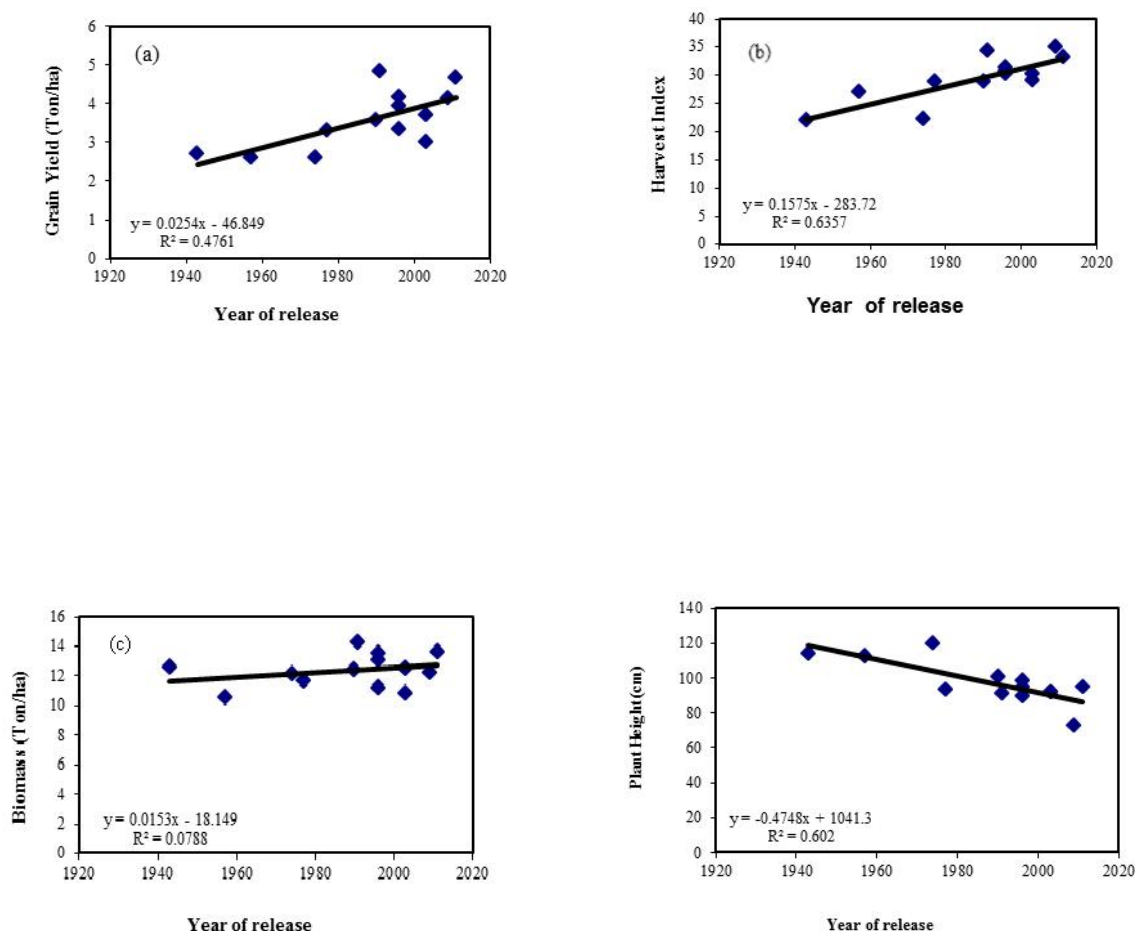 (a)
Grain Yield (Ton/ha)
6
5
4
3
2
1
0
y = 0.0254x - 46.849
R² = 0.4761
1920 1940 1960 1980 2000 2020
Year of release
(b)
Harvest Index
40
35
30
25
20
15
10
5
0
y = 0.1575x - 283.72
R² = 0.6357
1920 1940 1960 1980 2000 2020
Year of release
(c)
Biomass (Ton/ha)
16
14
12
10
8
6
4
2
0
y = 0.0153x - 18.149
R² = 0.0788
1920 1940 1960 1980 2000 2020
Year of release
Plant Height(cm)
140
120
100
80
60
40
20
0
y = -0.4748x + 1041.3
R² = 0.602
1920 1940 1960 1980 2000 2020
Year of release